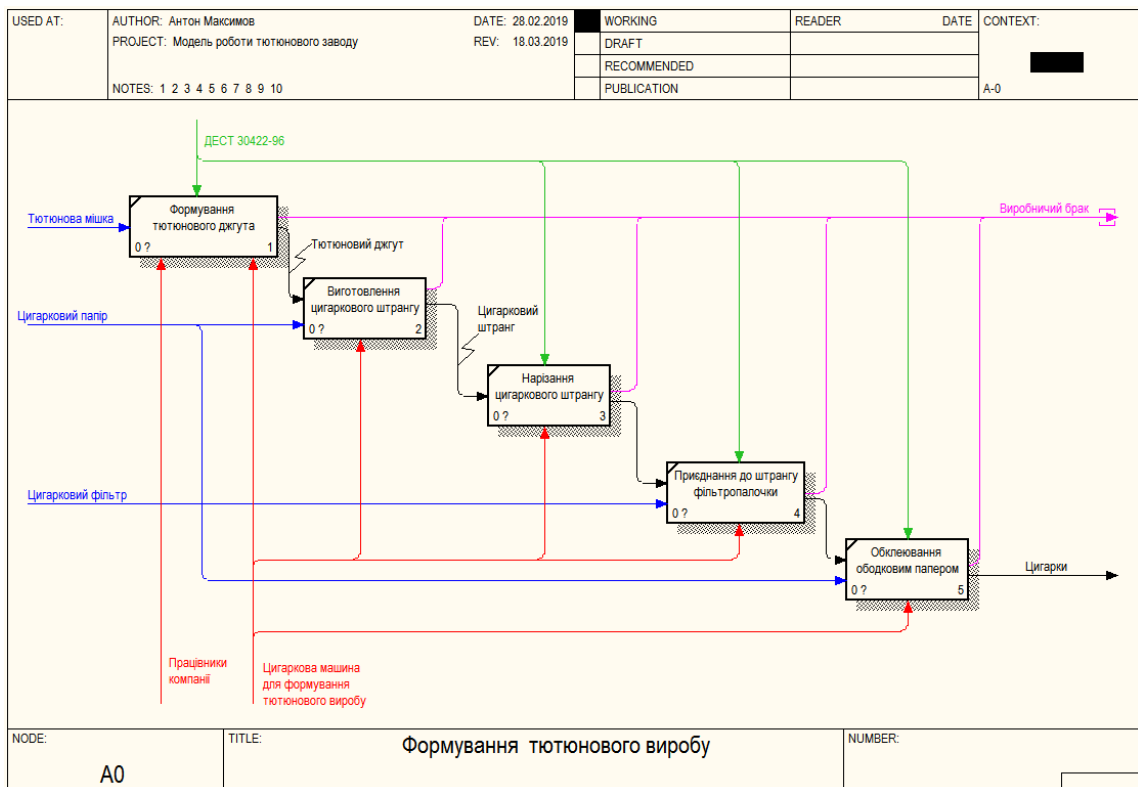 USED AT:
AUTHOR: Антон Максимов
DATE: 28.02.2019
PROJECT: Модель роботи тютюнового заводу
REV: 18.03.2019
NOTES: 1 2 3 4 5 6 7 8 9 10
WORKING
DRAFT
RECOMMENDED
PUBLICATION
READER
DATE
CONTEXT:
A-0
ДЕСТ 30422-96
Тютюнова мішка
Формування
тютюнового джгута
0 ?
1
Виробничий брак
Тютюновий джгут
Виготовлення
цигаркового штрангу
0 ?
2
Цигарковий папір
Цигарковий
штранг
Нарізання
цигаркового штрангу
0 ?
3
Цигарковий фільтр
Приєднання до штрангу
фільтропалочки
0 ?
4
Обклеювання
ободковим папером
0 ?
5
Цигарки
Працівники
компанії
Цигаркова машина
для формування
тютюнового виробу
NODE:
A0
TITLE:
Формування тютюнового виробу
NUMBER: